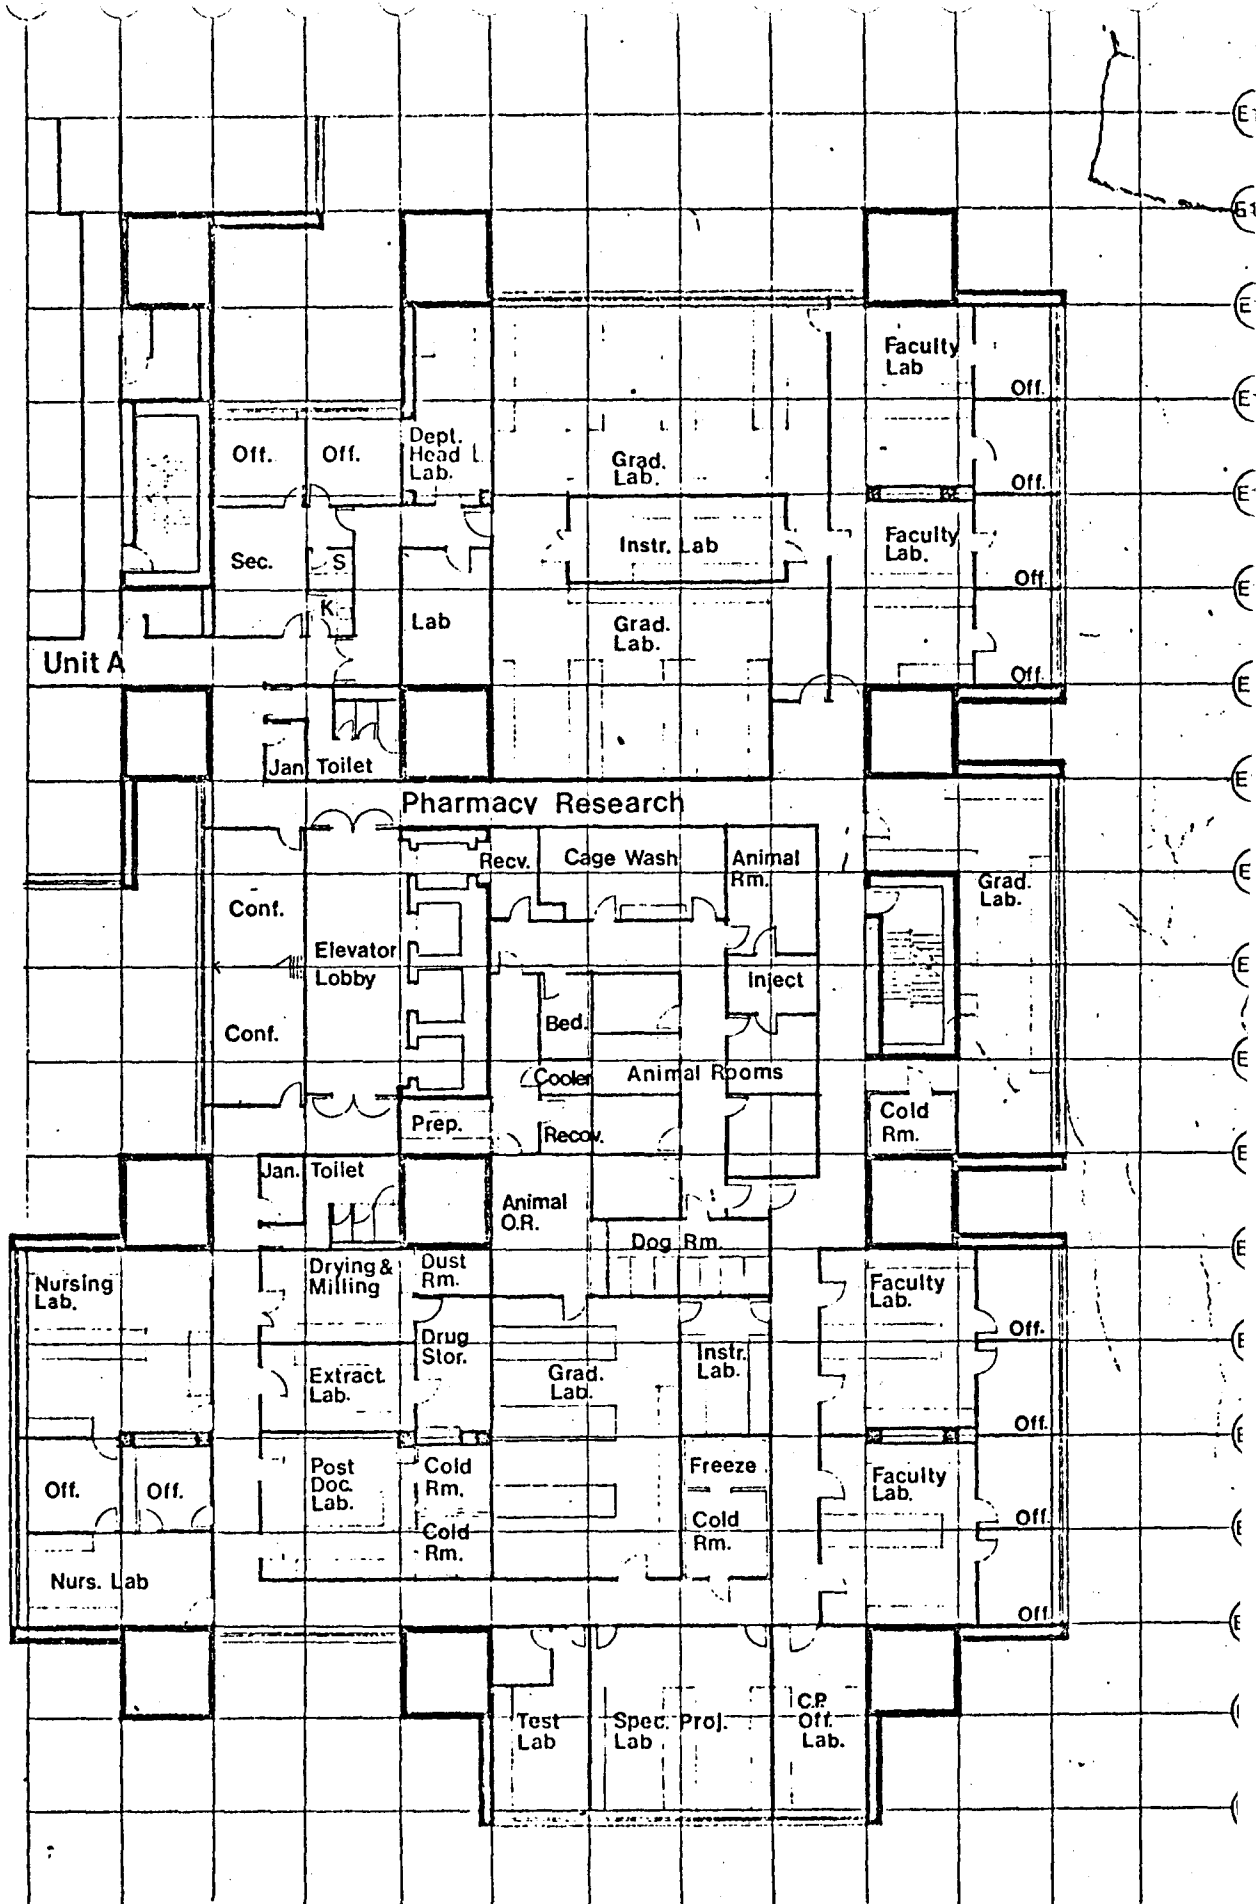 E
G1
E
Faculty
Lab
Off.
E
Off.
Off.
Dept.
Head
Lab.
Grad.
Lab.
Off.
E
Instr. Lab
Faculty
Lab.
Sec.
S
Off.
E
K
Lab
Grad.
Lab.
Unit A
Off.
E
Jan
Toilet
E
Pharmacy Research
Recv.
Cage Wash
Animal
Rm.
E
Grad.
Lab.
Conf.
Elevator
Lobby
E
Inject
Conf.
Bed.
E
Cooler
Animal Rooms
Prep.
Recov.
Cold
Rm.
E
Jan.
Toilet
Animal
O.R.
Dog Rm.
E
Nursing
Lab.
Drying &
Milling
Dust
Rm.
Faculty
Lab.
Off.
E
Drug
Stor.
Instr.
Lab.
Extract.
Lab.
Grad.
Lab.
Off.
E
Off.
Off.
Post
Doc.
Lab.
Cold
Rm.
Freeze
Faculty
Lab.
Off.
E
Cold
Rm.
Cold
Rm.
Nurs. Lab
Off.
E
Test
Lab
Spec. Proj.
Lab
C.P.
Off.
Lab.